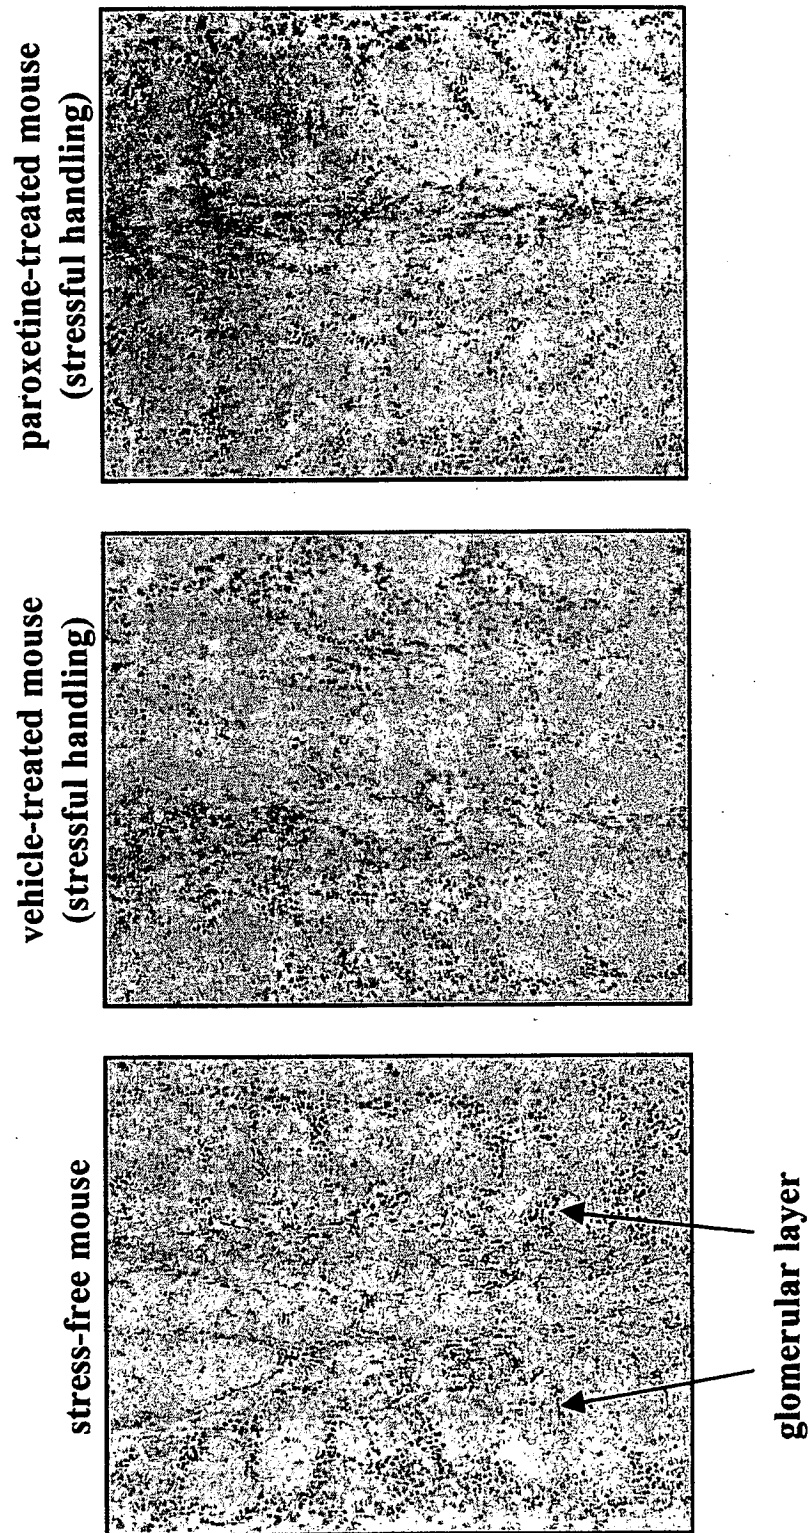 stress-free mouse
vehicle-treated mouse
(stressful handling)
paroxetine-treated mouse
(stressful handling)
glomerular layer